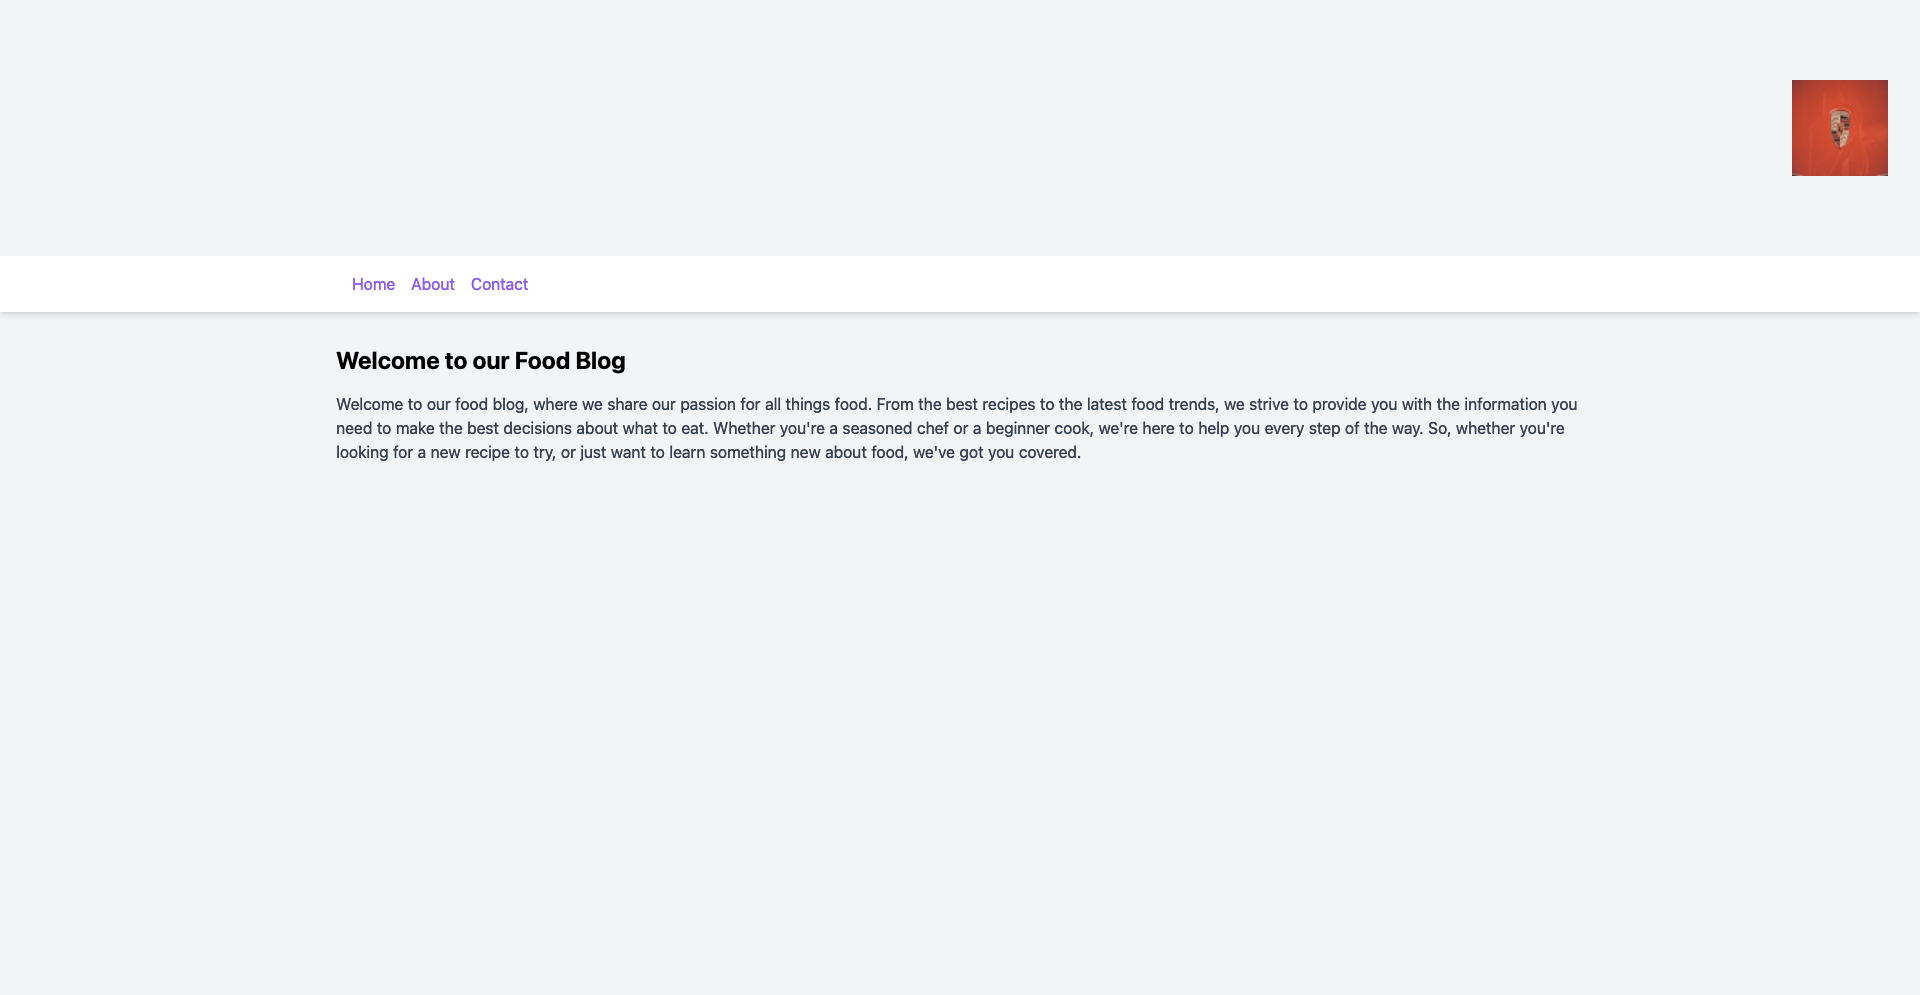 Home About Contact
Welcome to our Food Blog
Welcome to our food blog, where we share our passion for all things food. From the best recipes to the latest food trends, we strive to provide you with the information you
need to make the best decisions about what to eat. Whether you're a seasoned chef or a beginner cook, we're here to help you every step of the way. So, whether you're
looking for a new recipe to try, or just want to learn something new about food, we've got you covered.